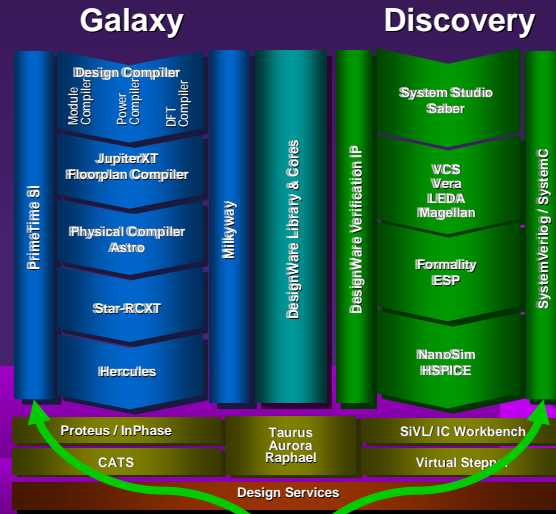 Galaxy
Discovery
PrimeTime SI
Design Compiler
Module
Compiler
Power
Compiler
DFT
Compiler
JupiterXT
Floorplan Compiler
Physical Compiler
Astro
Star-RCXT
Hercules
Milkyway
DesignWare Library & Cores
DesignWare Verification IP
System Studio
Saber
VCS
Vera
LEDA
Magellan
Formality
ESP
NanoSim
HSPICE
SystemVerilog / SystemC
Proteus / InPhase
CATS
Taurus
Aurora
Raphael
SiVL/ IC Workbench
Virtual Stepper
Design Services